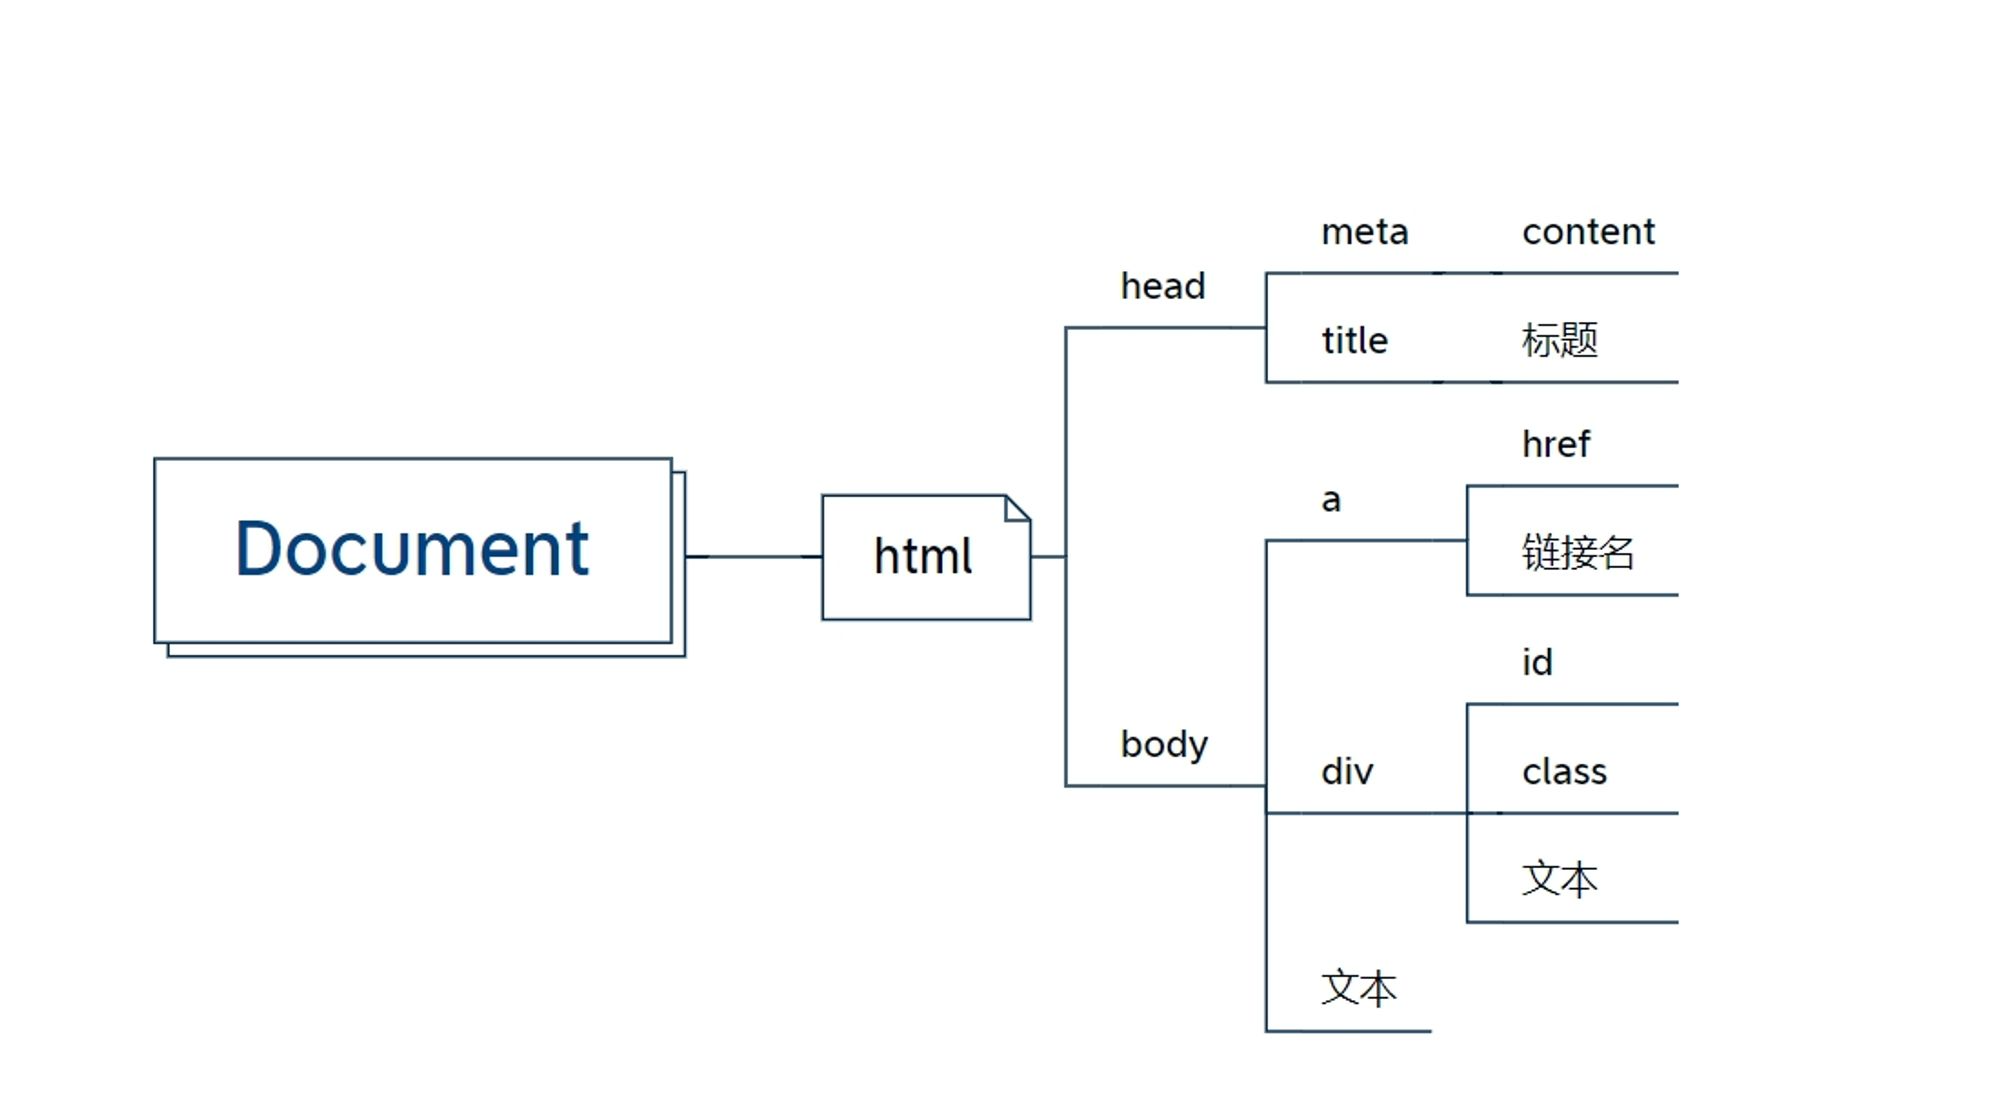 Document
html
head
meta
content
title
标题
body
a
href
链接名
div
id
class
文本
文本